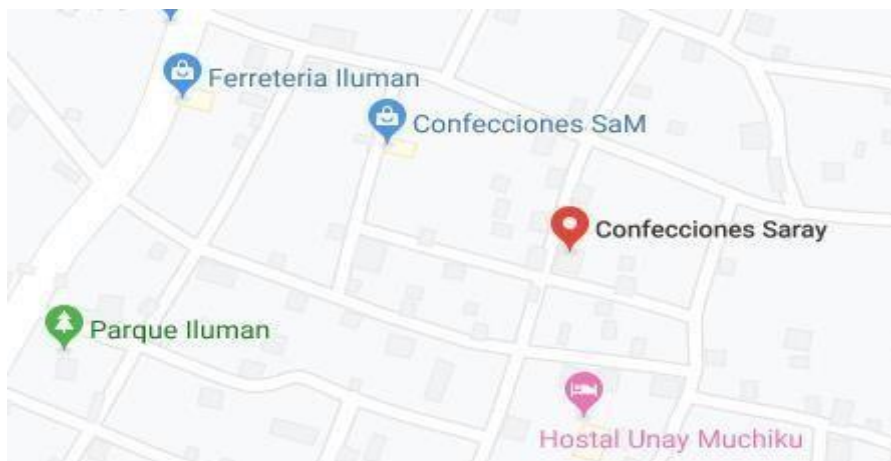 Ferreteria Iluman
Confecciones SaM
Confecciones Saray
Parque Iluman
Hostal Unay Muchiku